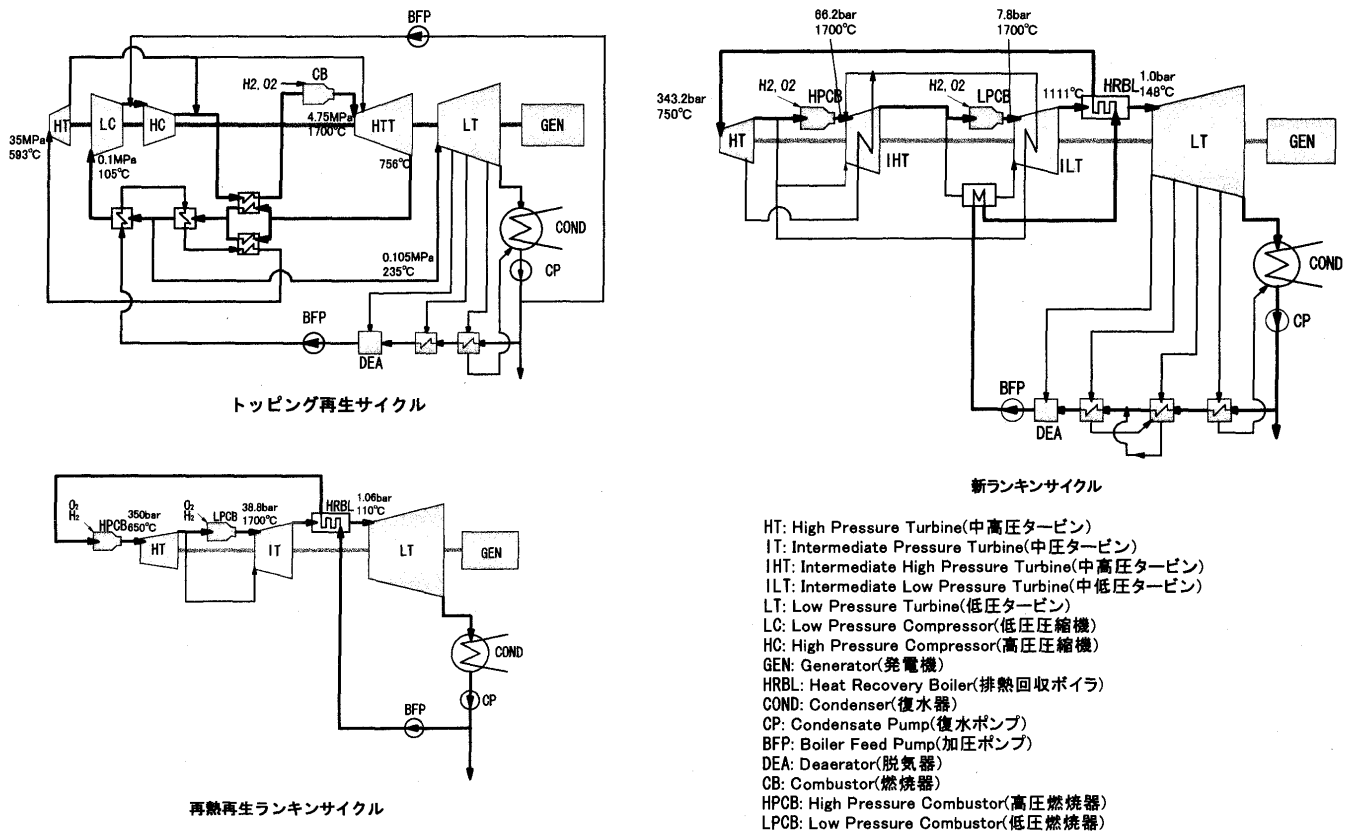 BFP
CB
H2, O2
HT
LC
HC
4.75MPa
1700℃
HTT
LT
GEN
35MPa
593℃
0.1MPa
105℃
756℃
COND
0.105MPa
235℃
CP
BFP
DEA
トッピング再生サイクル
66.2bar
1700℃
7.8bar
1700℃
343.2bar
750℃
H2, O2
HPCB
H2, O2
LPCB
1111℃
HRBL
1.0bar
148℃
HT
IHT
ILT
LT
GEN
COND
CP
BFP
DEA
新ランキンサイクル
O2
H2
HPCB
350bar
650℃
O2
H2
LPCB
38.8bar
1700℃
HRBL
1.06bar
110℃
HT
IT
LT
GEN
COND
CP
BFP
再熱再生ランキンサイクル
HT: High Pressure Turbine(中高圧タービン)
IT: Intermediate Pressure Turbine(中圧タービン)
IHT: Intermediate High Pressure Turbine(中高圧タービン)
ILT: Intermediate Low Pressure Turbine(中低圧タービン)
LT: Low Pressure Turbine(低圧タービン)
LC: Low Pressure Compressor(低圧圧縮機)
HC: High Pressure Compressor(高圧圧縮機)
GEN: Generator(発電機)
HRBL: Heat Recovery Boiler(排熱回収ボイラ)
COND: Condenser(復水器)
CP: Condensate Pump(復水ポンプ)
BFP: Boiler Feed Pump(加圧ポンプ)
DEA: Deaerator(脱気器)
CB: Combustor(燃焼器)
HPCB: High Pressure Combustor(高圧燃焼器)
LPCB: Low Pressure Combustor(低圧燃焼器)